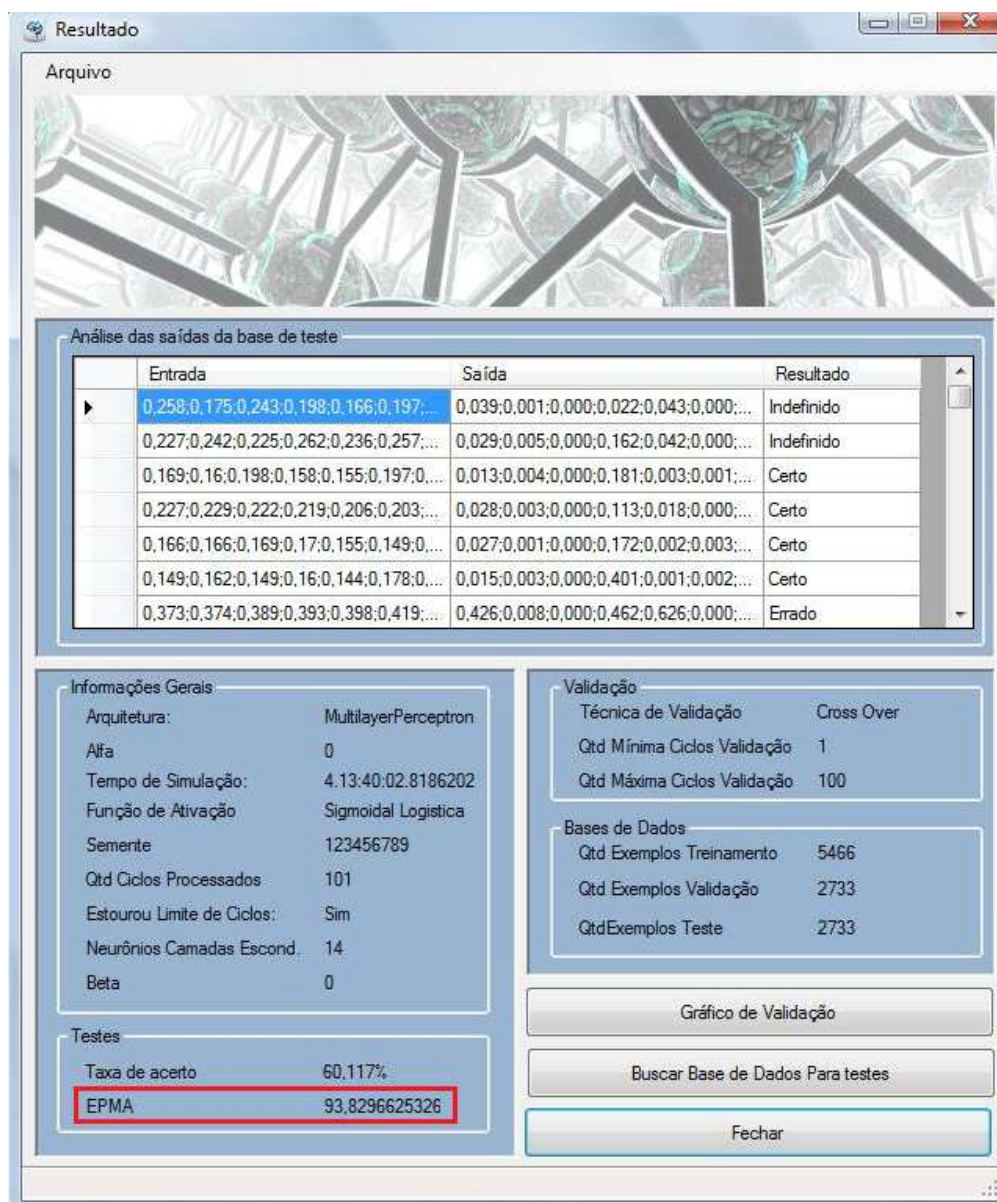 Resultado
Arquivo
Análise das saídas da base de teste
Entrada Saída Resultado
0,258;0,175;0,243;0,198;0,166;0,197;... 0,039;0,001;0,000;0,022;0,043;0,000;... Indefinido
0,227;0,242;0,225;0,262;0,236;0,257;... 0,029;0,005;0,000;0,162;0,042;0,000;... Indefinido
0,169;0,16;0,198;0,158;0,155;0,197;0,... 0,013;0,004;0,000;0,181;0,003;0,001;... Certo
0,227;0,229;0,222;0,219;0,206;0,203;... 0,028;0,003;0,000;0,113;0,018;0,000;... Certo
0,166;0,166;0,169;0,17;0,155;0,149;0,... 0,027;0,001;0,000;0,172;0,002;0,003;... Certo
0,149;0,162;0,149;0,16;0,144;0,178;0,... 0,015;0,003;0,000;0,401;0,001;0,002;... Certo
0,373;0,374;0,389;0,393;0,398;0,419;... 0,426;0,008;0,000;0,462;0,626;0,000;... Errado
Informações Gerais
Arquitetura: MultilayerPerceptron
Alfa 0
Tempo de Simulação: 4.13:40:02.8186202
Função de Ativação Sigmoidal Logistica
Semente 123456789
Qtd Ciclos Processados 101
Estourou Limite de Ciclos: Sim
Neurônios Camadas Escond. 14
Beta 0
Testes
Taxa de acerto 60,117%
EPMA 93,8296625326
Validação
Técnica de Validação Cross Over
Qtd Mínima Ciclos Validação 1
Qtd Máxima Ciclos Validação 100
Bases de Dados
Qtd Exemplos Treinamento 5466
Qtd Exemplos Validação 2733
QtdExemplos Teste 2733
Gráfico de Validação
Buscar Base de Dados Para testes
Fechar